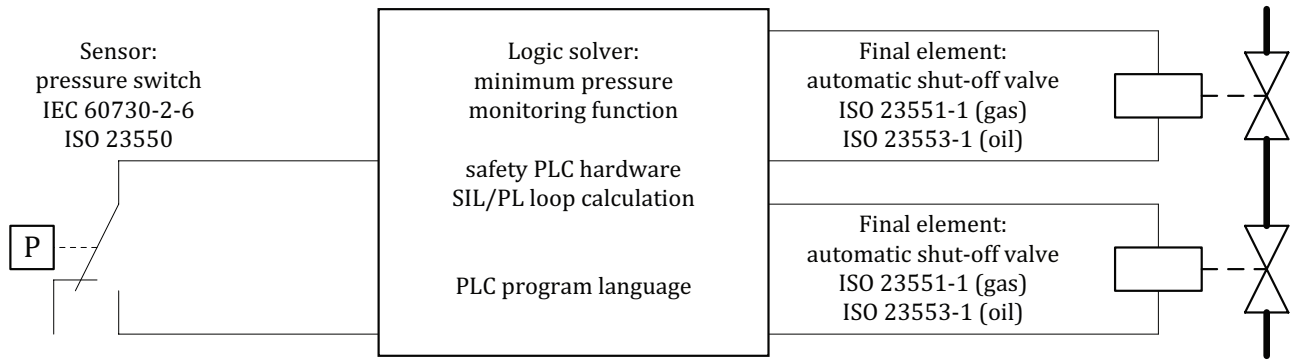 Sensor:
pressure switch
IEC 60730-2-6
ISO 23550
P
Logic solver:
minimum pressure
monitoring function
safety PLC hardware
SIL/PL loop calculation
PLC program language
Final element:
automatic shut-off valve
ISO 23551-1 (gas)
ISO 23553-1 (oil)
Final element:
automatic shut-off valve
ISO 23551-1 (gas)
ISO 23553-1 (oil)